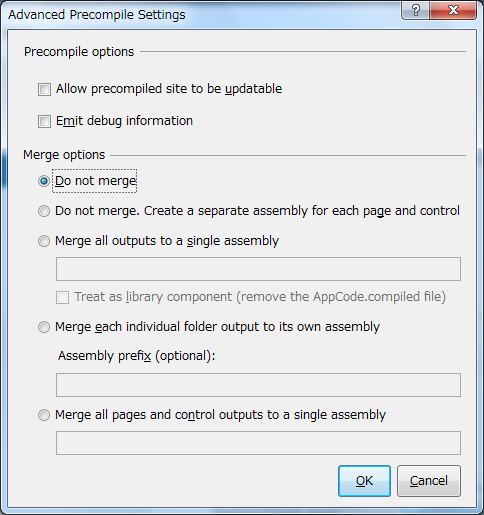 Advanced Precompile Settings
Precompile options
Allow precompiled site to be updatable
Emit debug information
Merge options
Do not merge
Do not merge. Create a separate assembly for each page and control
Merge all outputs to a single assembly
Treat as library component (remove the AppCode.compiled file)
Merge each individual folder output to its own assembly
Assembly prefix (optional):
Merge all pages and control outputs to a single assembly
OK
Cancel